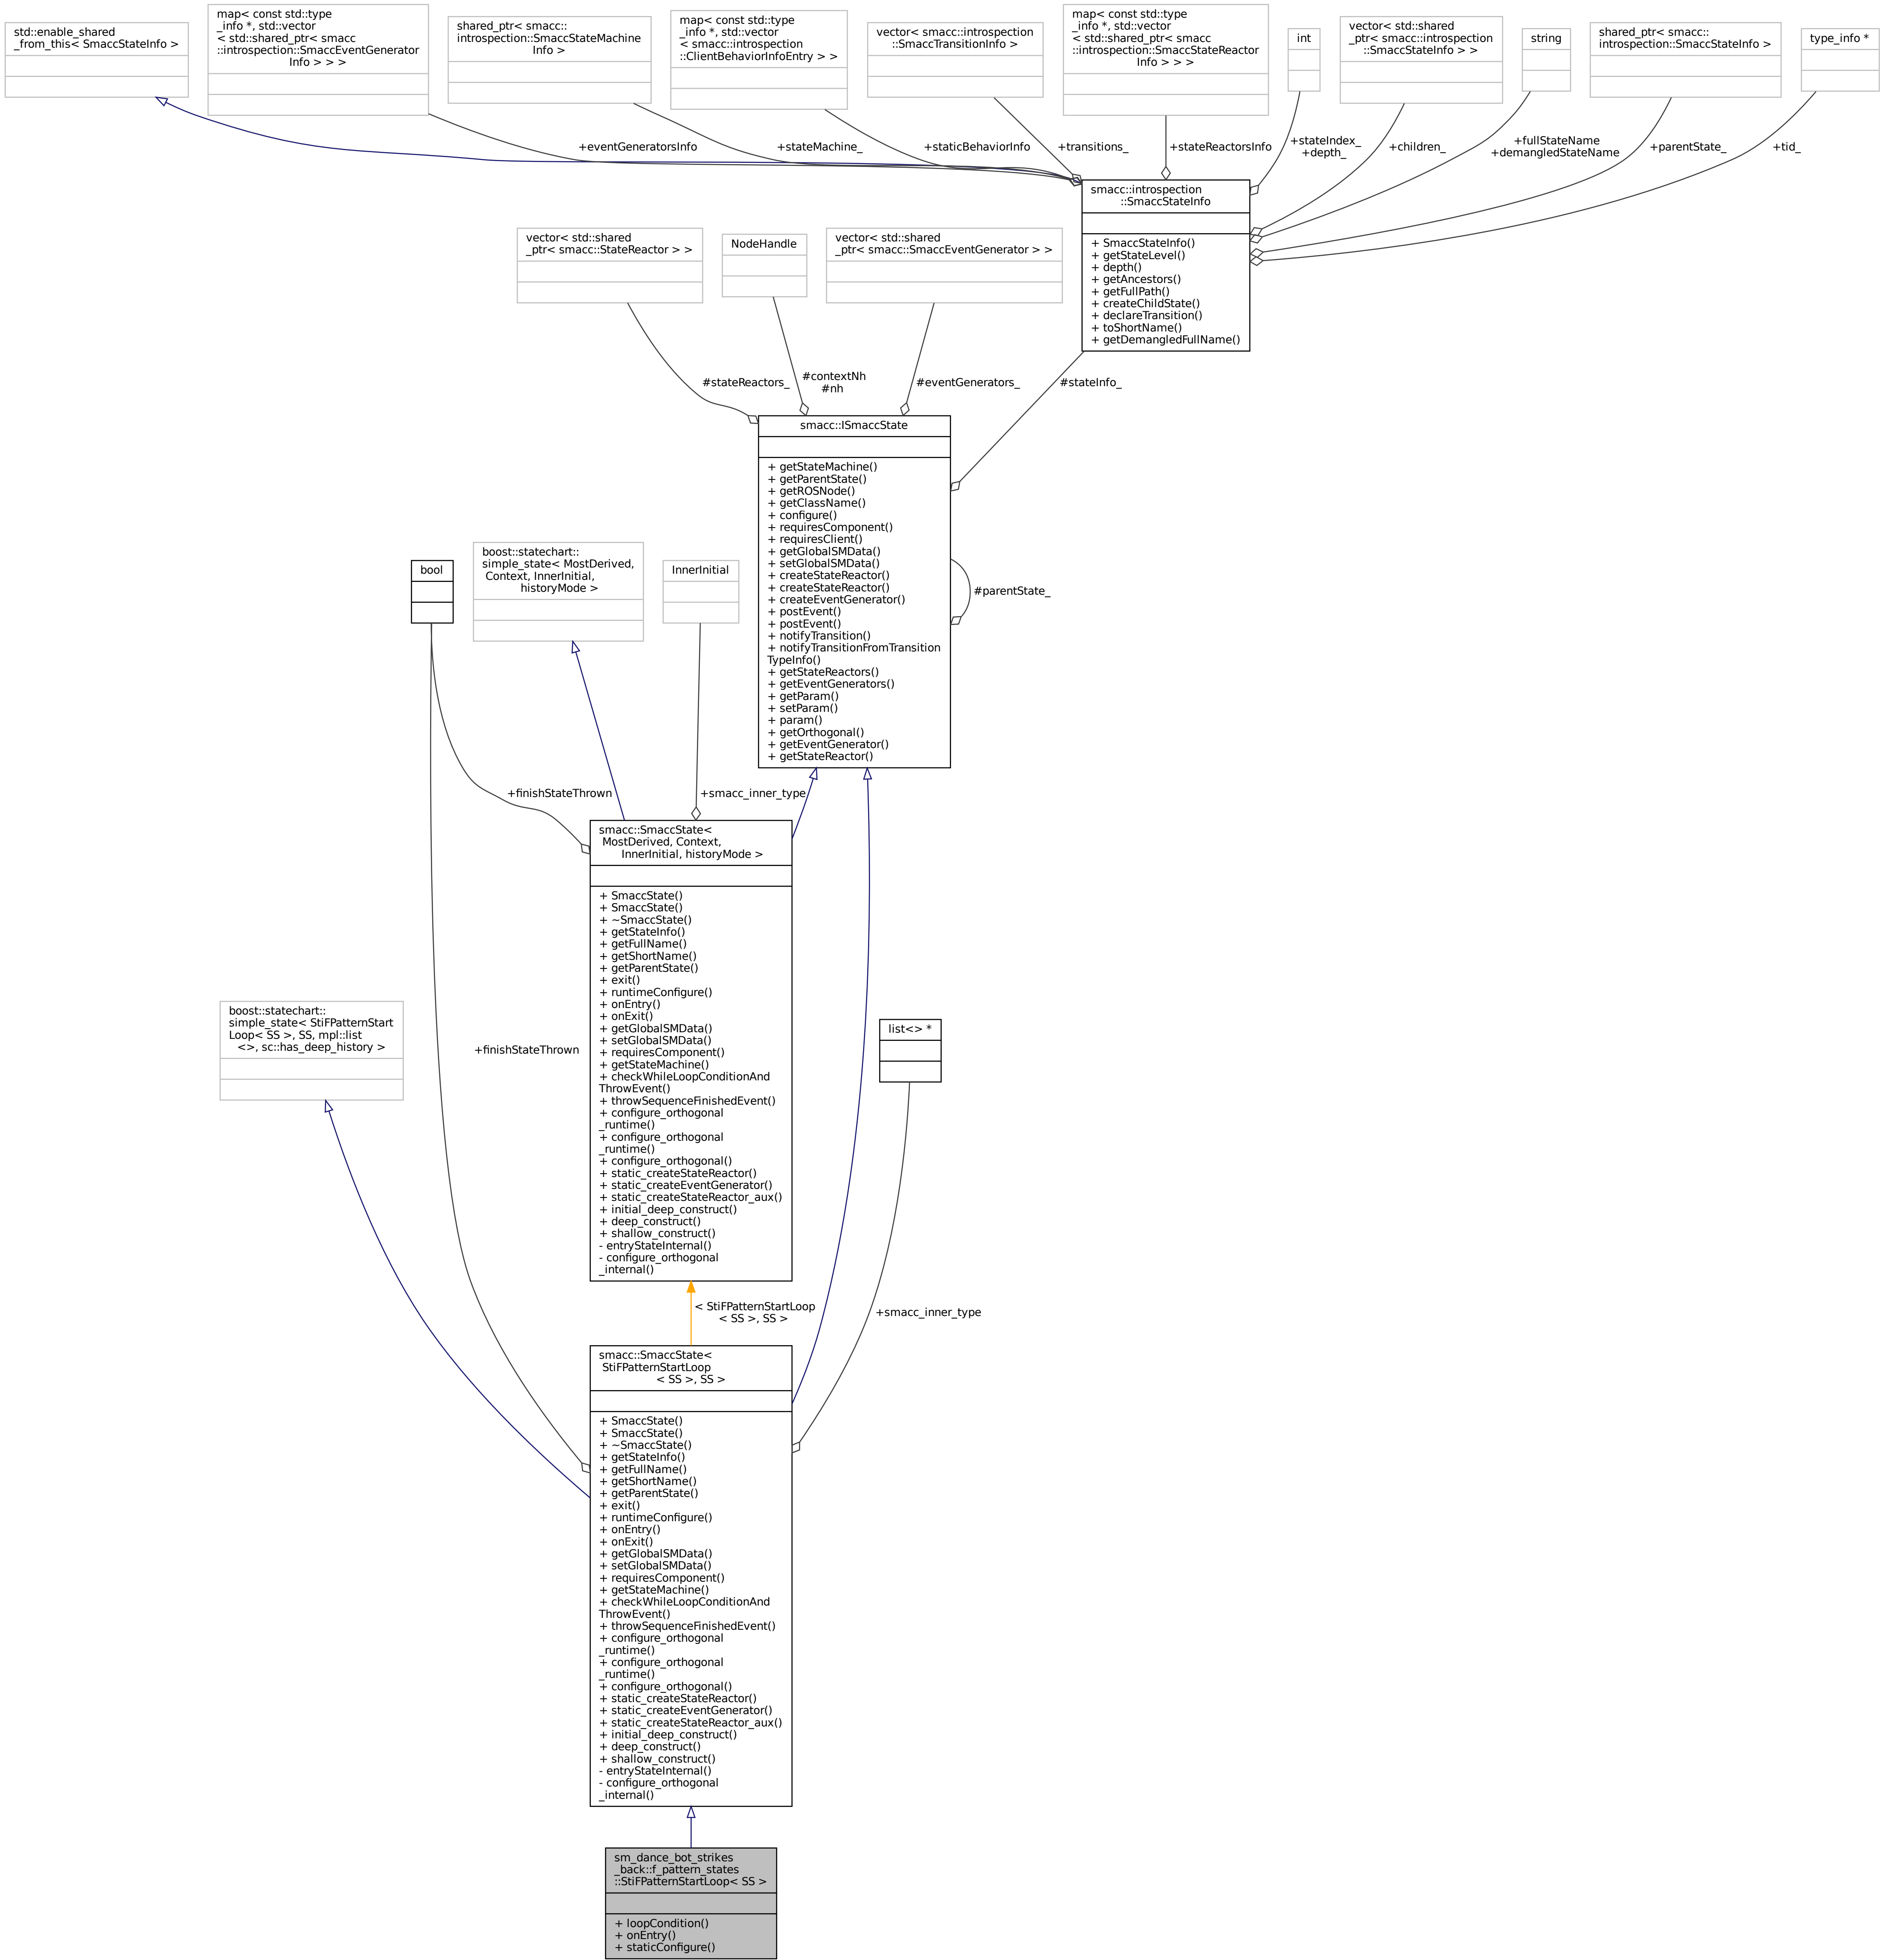 std::enable_shared
_from_this< SmaccStateInfo >
map< const std::type
_info *, std::vector
< std::shared_ptr< smacc
::introspection::SmaccEventGenerator
Info > > >
shared_ptr< smacc::
introspection::SmaccStateMachine
Info >
map< const std::type
_info *, std::vector
< smacc::introspection
::ClientBehaviorInfoEntry > >
vector< smacc::introspection
::SmaccTransitionInfo >
map< const std::type
_info *, std::vector
< std::shared_ptr< smacc
::introspection::SmaccStateReactor
Info > > >
int
vector< std::shared
_ptr< smacc::introspection
::SmaccStateInfo > >
string
shared_ptr< smacc::
introspection::SmaccStateInfo >
type_info *
+eventGeneratorsInfo
+stateMachine_
+staticBehaviorInfo
+transitions_
+stateReactorsInfo
+stateIndex_
+depth_
+children_
+fullStateName
+demangledStateName
+parentState_
+tid_
smacc::introspection
::SmaccStateInfo
+ SmaccStateInfo()
+ getStateLevel()
+ depth()
+ getAncestors()
+ getFullPath()
+ createChildState()
+ declareTransition()
+ toShortName()
+ getDemangledFullName()
vector< std::shared
_ptr< smacc::StateReactor > >
NodeHandle
vector< std::shared
_ptr< smacc::SmaccEventGenerator > >
#stateReactors_
#contextNh
#nh
#eventGenerators_
#stateInfo_
smacc::ISmaccState
+ getStateMachine()
+ getParentState()
+ getROSNode()
+ getClassName()
+ configure()
+ requiresComponent()
+ requiresClient()
+ getGlobalSMData()
+ setGlobalSMData()
+ createStateReactor()
+ createStateReactor()
+ createEventGenerator()
+ postEvent()
+ postEvent()
+ notifyTransition()
+ notifyTransitionFromTransition
TypeInfo()
+ getStateReactors()
+ getEventGenerators()
+ getParam()
+ setParam()
+ param()
+ getOrthogonal()
+ getEventGenerator()
+ getStateReactor()
#parentState_
bool
boost::statechart::
simple_state< MostDerived,
Context, InnerInitial,
historyMode >
InnerInitial
+finishStateThrown
+smacc_inner_type
smacc::SmaccState<
MostDerived, Context,
InnerInitial, historyMode >
+ SmaccState()
+ SmaccState()
+ ~SmaccState()
+ getStateInfo()
+ getFullName()
+ getShortName()
+ getParentState()
+ exit()
+ runtimeConfigure()
+ onEntry()
+ onExit()
+ getGlobalSMData()
+ setGlobalSMData()
+ requiresComponent()
+ getStateMachine()
+ checkWhileLoopConditionAnd
ThrowEvent()
+ throwSequenceFinishedEvent()
+ configure_orthogonal
_runtime()
+ configure_orthogonal
_runtime()
+ configure_orthogonal()
+ static_createStateReactor()
+ static_createEventGenerator()
+ static_createStateReactor_aux()
+ initial_deep_construct()
+ deep_construct()
+ shallow_construct()
- entryStateInternal()
- configure_orthogonal
_internal()
boost::statechart::
simple_state< StiFPatternStart
Loop< SS >, SS, mpl::list
<>, sc::has_deep_history >
+finishStateThrown
list<> *
< StiFPatternStartLoop
< SS >, SS >
+smacc_inner_type
smacc::SmaccState<
StiFPatternStartLoop
< SS >, SS >
+ SmaccState()
+ SmaccState()
+ ~SmaccState()
+ getStateInfo()
+ getFullName()
+ getShortName()
+ getParentState()
+ exit()
+ runtimeConfigure()
+ onEntry()
+ onExit()
+ getGlobalSMData()
+ setGlobalSMData()
+ requiresComponent()
+ getStateMachine()
+ checkWhileLoopConditionAnd
ThrowEvent()
+ throwSequenceFinishedEvent()
+ configure_orthogonal
_runtime()
+ configure_orthogonal
_runtime()
+ configure_orthogonal()
+ static_createStateReactor()
+ static_createEventGenerator()
+ static_createStateReactor_aux()
+ initial_deep_construct()
+ deep_construct()
+ shallow_construct()
- entryStateInternal()
- configure_orthogonal
_internal()
sm_dance_bot_strikes
_back::f_pattern_states
::StiFPatternStartLoop< SS >
+ loopCondition()
+ onEntry()
+ staticConfigure()